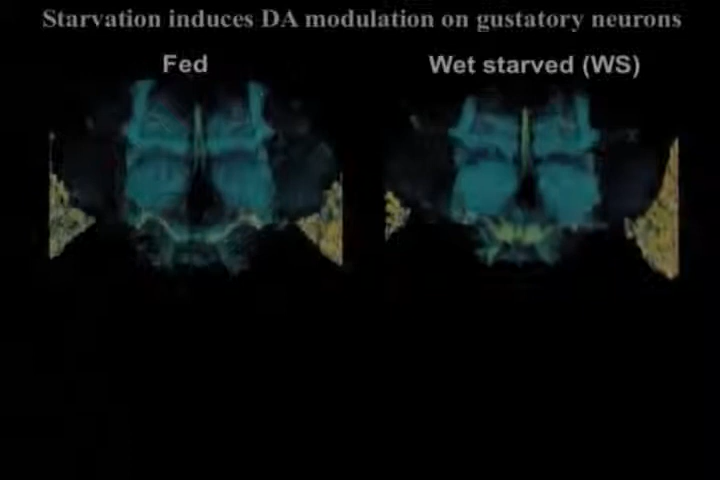 Starvation induces DA modulation on gustatory neurons
Fed
Wet starved (WS)